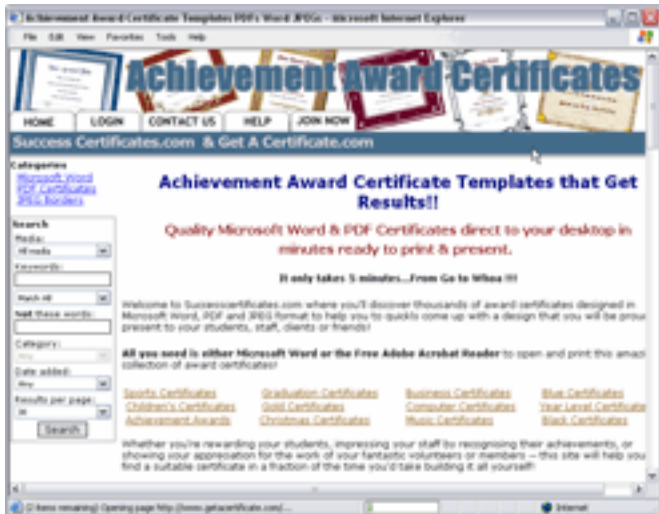 Achievement Award Certificate Templates PDFs Word JPEGs - Microsoft Internet Explorer
File Edit View Favorites Tools Help
Achievement Award Certificates
HOME LOGIN CONTACT US HELP JOIN NOW
Success Certificates.com & Get A Certificate.com
Categories
Microsoft Word
PDF Certificates
JPEG Borders
Search
Media:
All media
Keywords:
Match All
Not these words:
Category:
Any
Date added:
Any
Results per page:
Search
Achievement Award Certificate Templates that Get
Results!!
Quality Microsoft Word & PDF Certificates direct to your desktop in
minutes ready to print & present.
It only takes 5 minutes...From Go to Whoa !!!
Welcome to Successcertificates.com where you'll discover thousands of award certificates designed in
Microsoft Word, PDF and JPEG format to help you to quickly come up with a design that you will be prou
present to your students, staff, clients or friends!
All you need is either Microsoft Word or the Free Adobe Acrobat Reader to open and print this amazi
collection of award certificates!
Sports Certificates Graduation Certificates Business Certificates Blue Certificates
Children's Certificates Gold Certificates Computer Certificates Year Level Certificate
Achievement Awards Christmas Certificates Music Certificates Black Certificates
Whether you're rewarding your students, impressing your staff by recognising their achievements, or
showing your appreciation for the work of your fantastic volunteers or members -- this site will help you
find a suitable certificate in a fraction of the time you'd take building it all yourself!
(2 items remaining) Opening page http://www.getacertificate.com/... Internet